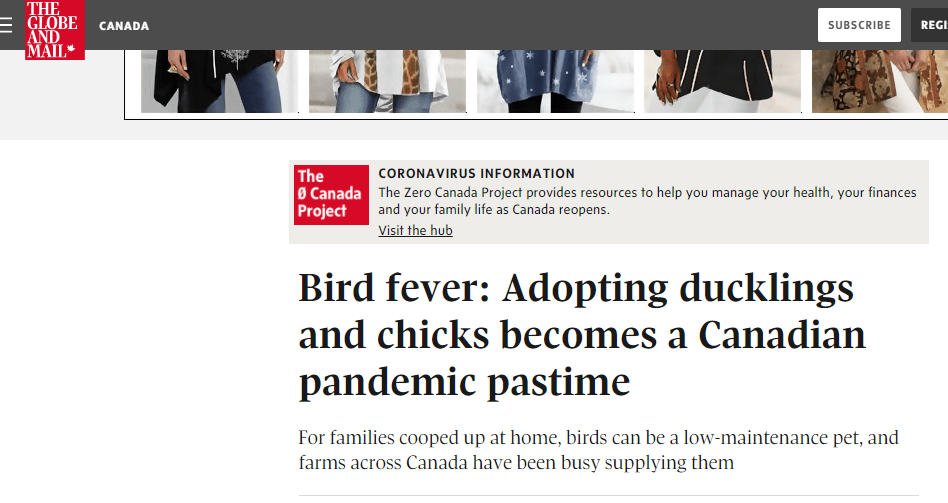 THE
GLOBE
AND
MAIL
CANADA
SUBSCRIBE
REGI
The
Ø Canada
Project
CORONAVIRUS INFORMATION
The Zero Canada Project provides resources to help you manage your health, your finances
and your family life as Canada reopens.
Visit the hub
Bird fever: Adopting ducklings
and chicks becomes a Canadian
pandemic pastime
For families cooped up at home, birds can be a low-maintenance pet, and
farms across Canada have been busy supplying them